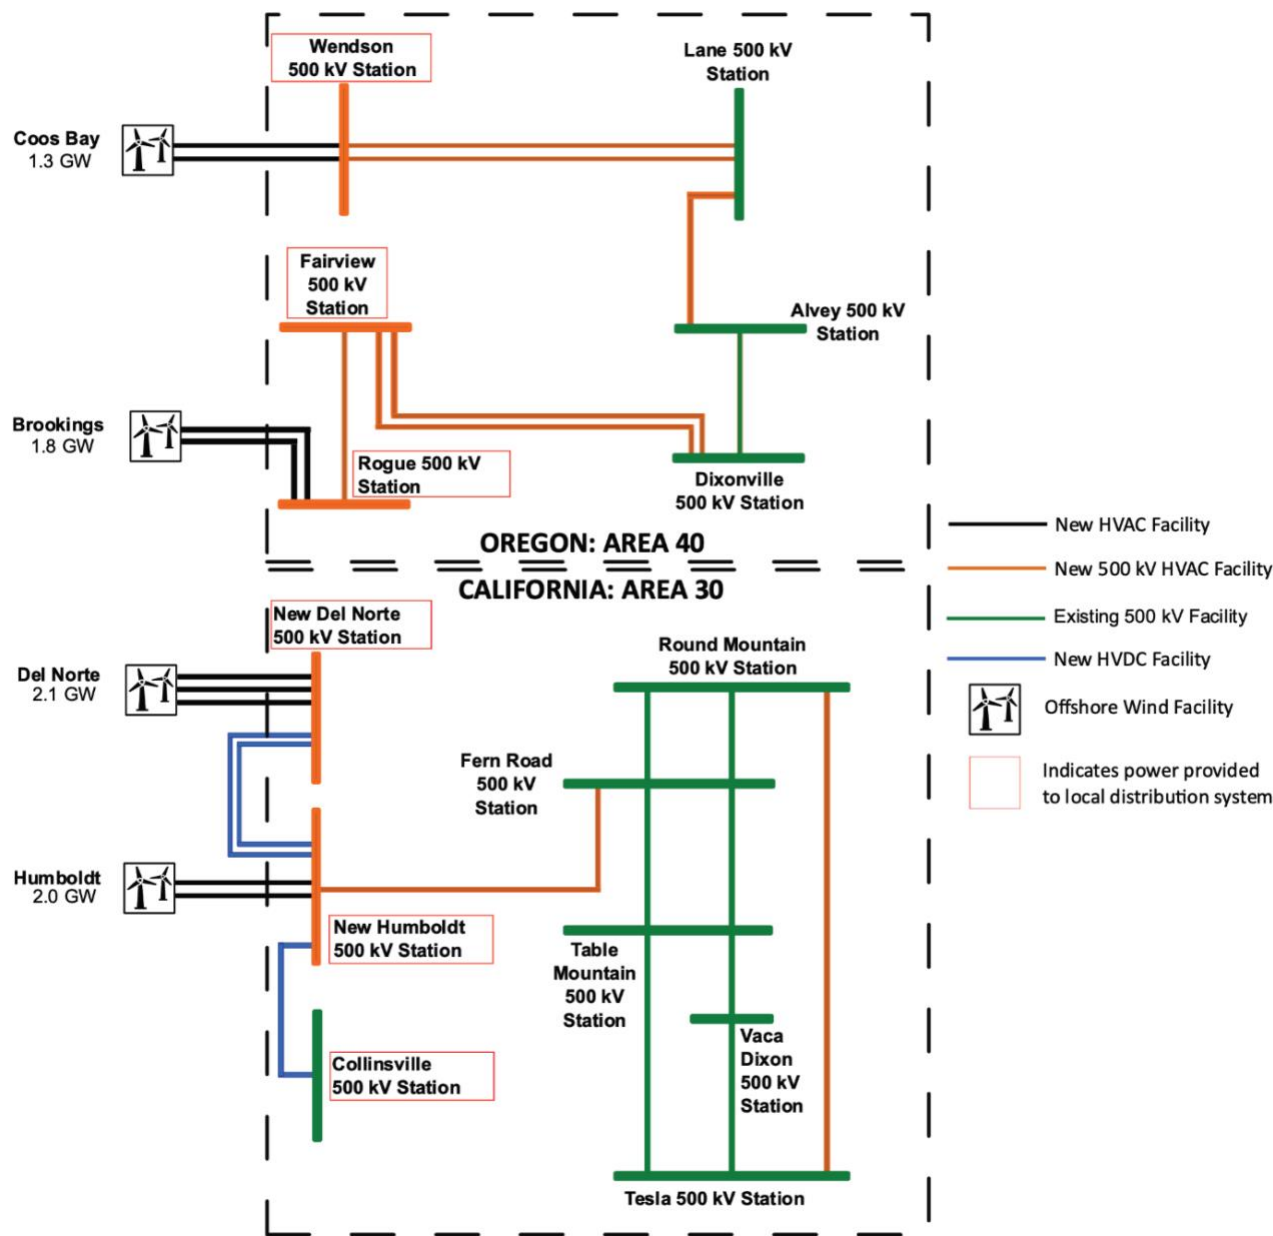 Wendson
500 kV Station
Lane 500 kV
Station
Coos Bay
1.3 GW
Fairview
500 kV
Station
Alvey 500 kV
Station
Brookings
1.8 GW
Rogue 500 kV
Station
Dixonville
500 kV Station
OREGON: AREA 40
CALIFORNIA: AREA 30
New HVAC Facility
New 500 kV HVAC Facility
Existing 500 kV Facility
New HVDC Facility
Offshore Wind Facility
Indicates power provided
to local distribution system
New Del Norte
500 kV Station
Round Mountain
500 kV Station
Del Norte
2.1 GW
Fern Road
500 kV
Station
Humboldt
2.0 GW
New Humboldt
500 kV Station
Table
Mountain
500 kV
Station
Vaca
Dixon
500 kV
Station
Collinsville
500 kV Station
Tesla 500 kV Station